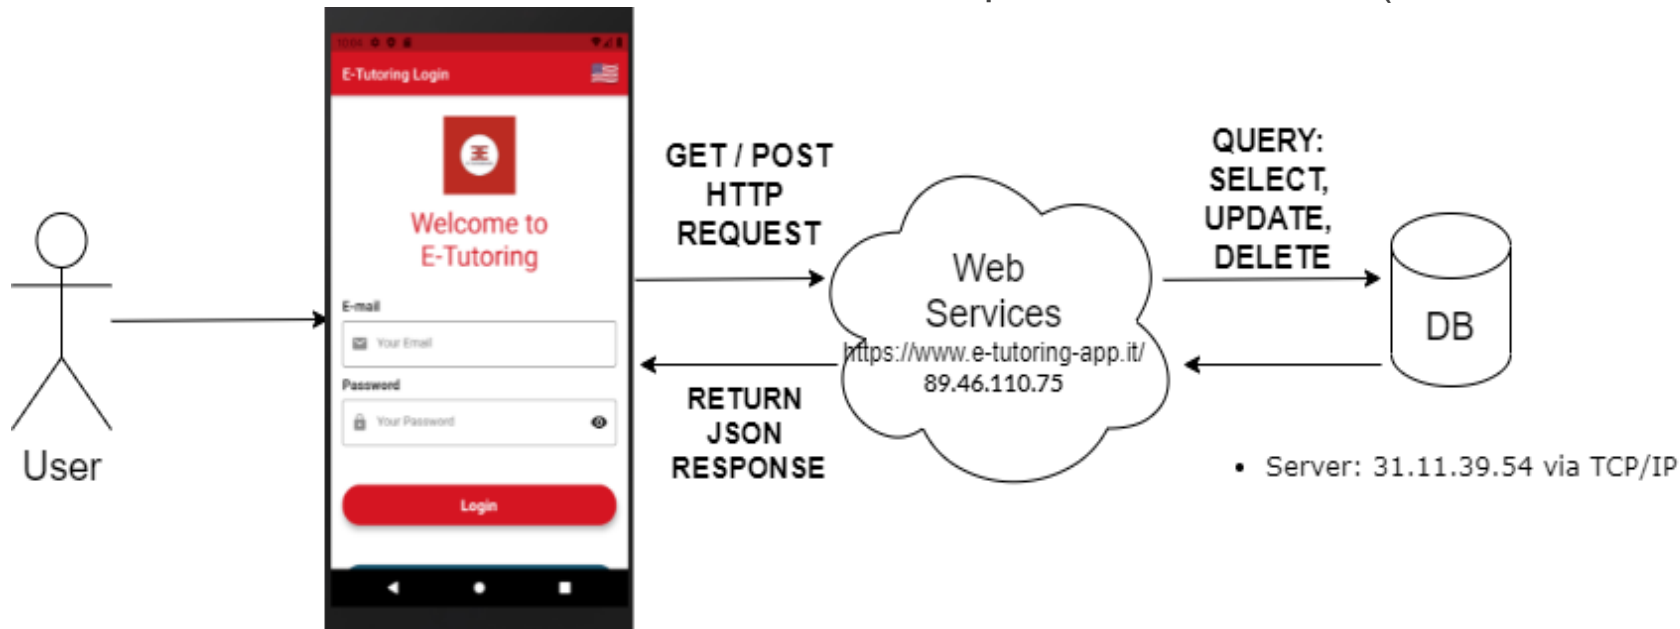 10:04
E-Tutoring Login
Welcome to
E-Tutoring
E-mail
Your Email
Password
Your Password
Login
User
GET / POST
HTTP
REQUEST
RETURN
JSON
RESPONSE
Web
Services
https://www.e-tutoring-app.it/
89.46.110.75
QUERY:
SELECT,
UPDATE,
DELETE
DB
• Server: 31.11.39.54 via TCP/IP